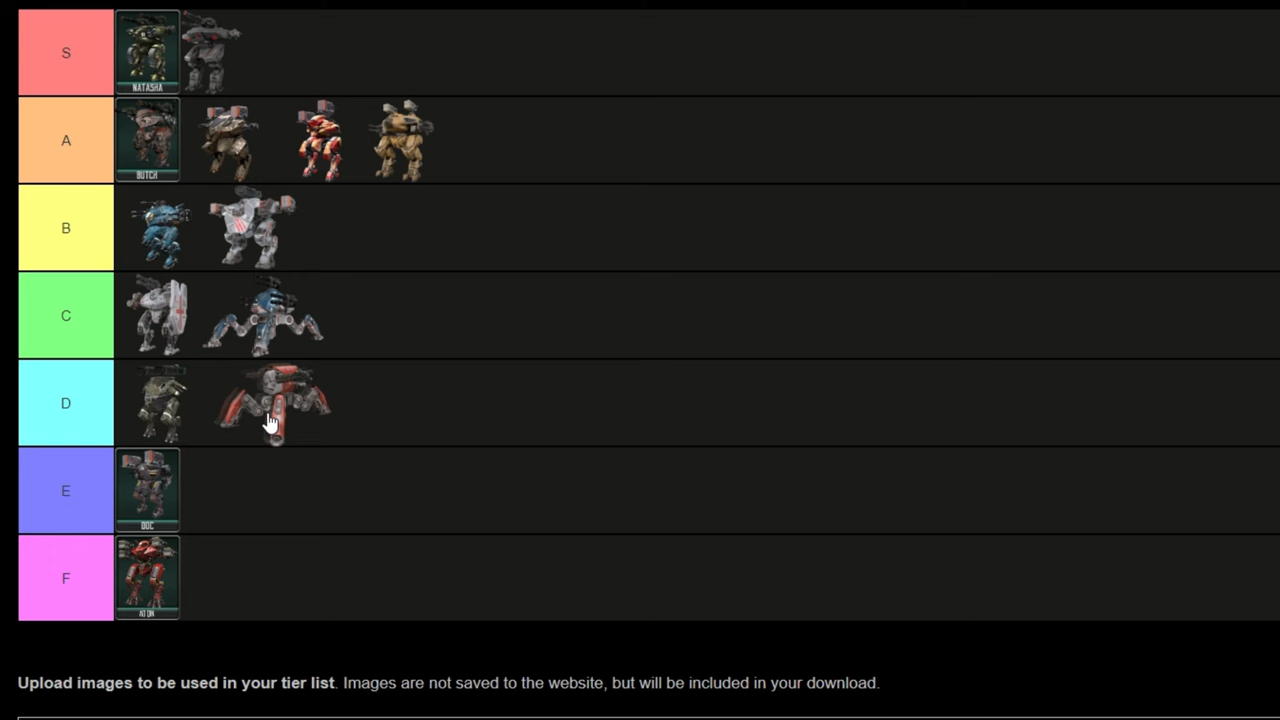 S
NATASHA
A
BUTCH
B
C
D
E
DOC
F
Upload images to be used in your tier list. Images are not saved to the website, but will be included in your download.